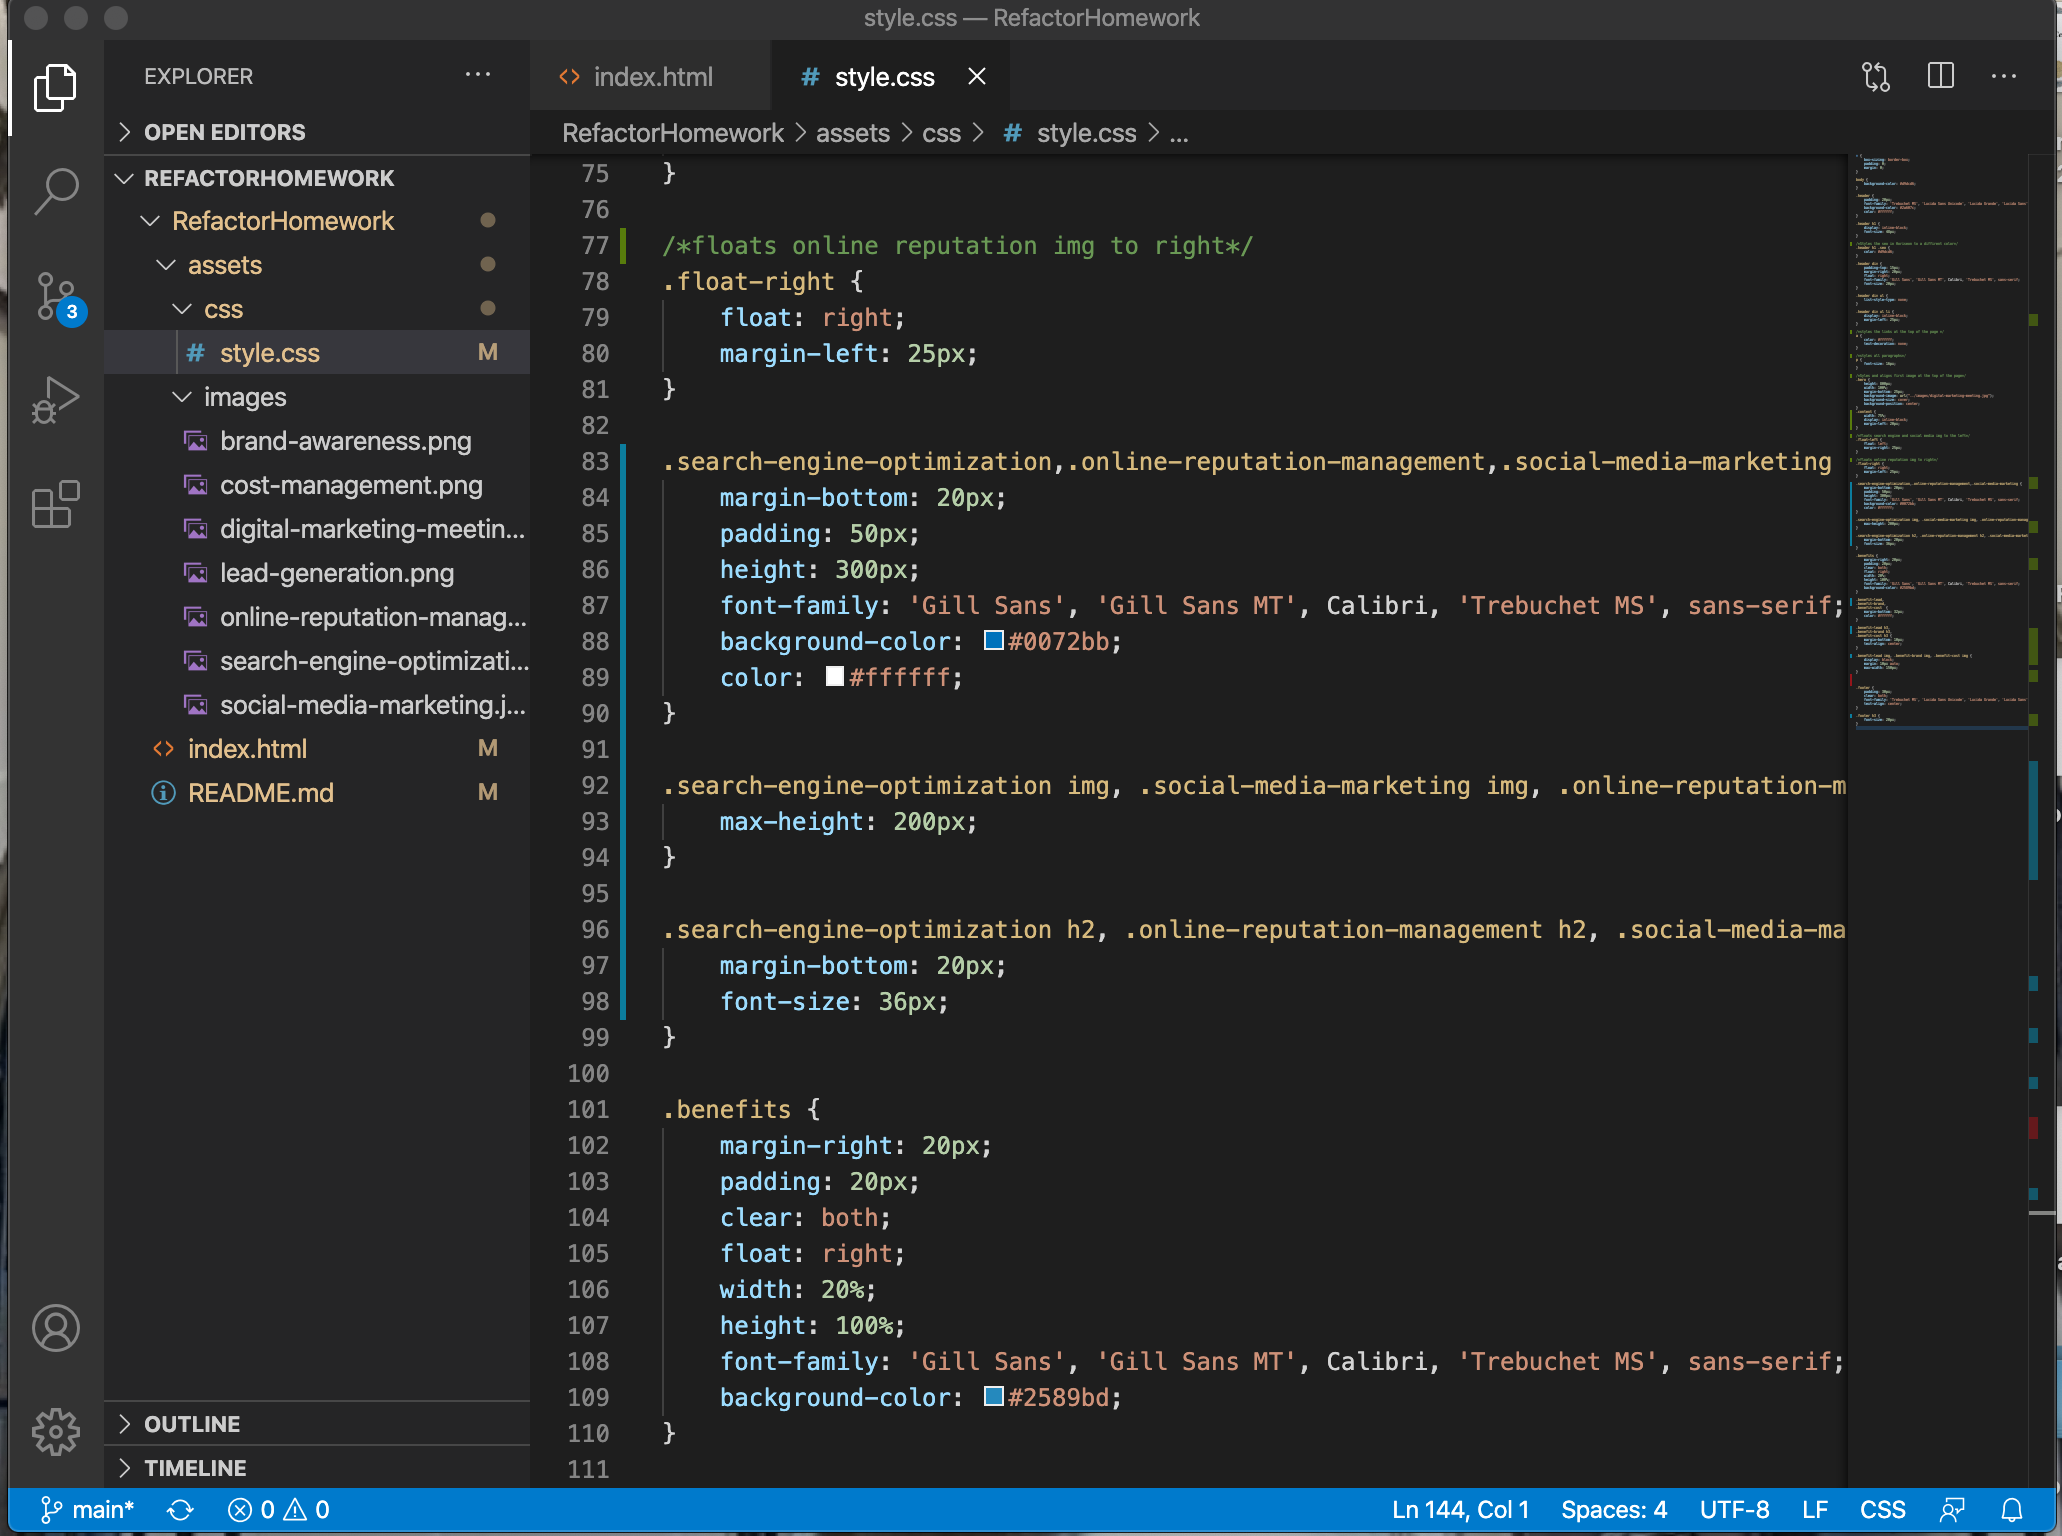 style.css — RefactorHomework
EXPLORER
index.html
# style.css
OPEN EDITORS
RefactorHomework > assets > css > # style.css > ...
REFACTORHOMEWORK
RefactorHomework
assets
css
# style.css M
images
brand-awareness.png
cost-management.png
digital-marketing-meetin...
lead-generation.png
online-reputation-manag...
search-engine-optimizati...
social-media-marketing.j...
index.html M
README.md M
3
OUTLINE
TIMELINE
75 }
76
77 /*floats online reputation img to right*/
78 .float-right {
79 float: right;
80 margin-left: 25px;
81 }
82
83 .search-engine-optimization,.online-reputation-management,.social-media-marketing
84 margin-bottom: 20px;
85 padding: 50px;
86 height: 300px;
87 font-family: 'Gill Sans', 'Gill Sans MT', Calibri, 'Trebuchet MS', sans-serif;
88 background-color: #0072bb;
89 color: #ffffff;
90 }
91
92 .search-engine-optimization img, .social-media-marketing img, .online-reputation-m
93 max-height: 200px;
94 }
95
96 .search-engine-optimization h2, .online-reputation-management h2, .social-media-ma
97 margin-bottom: 20px;
98 font-size: 36px;
99 }
100
101 .benefits {
102 margin-right: 20px;
103 padding: 20px;
104 clear: both;
105 float: right;
106 width: 20%;
107 height: 100%;
108 font-family: 'Gill Sans', 'Gill Sans MT', Calibri, 'Trebuchet MS', sans-serif;
109 background-color: #2589bd;
110 }
111
main* 0 0 Ln 144, Col 1 Spaces: 4 UTF-8 LF CSS